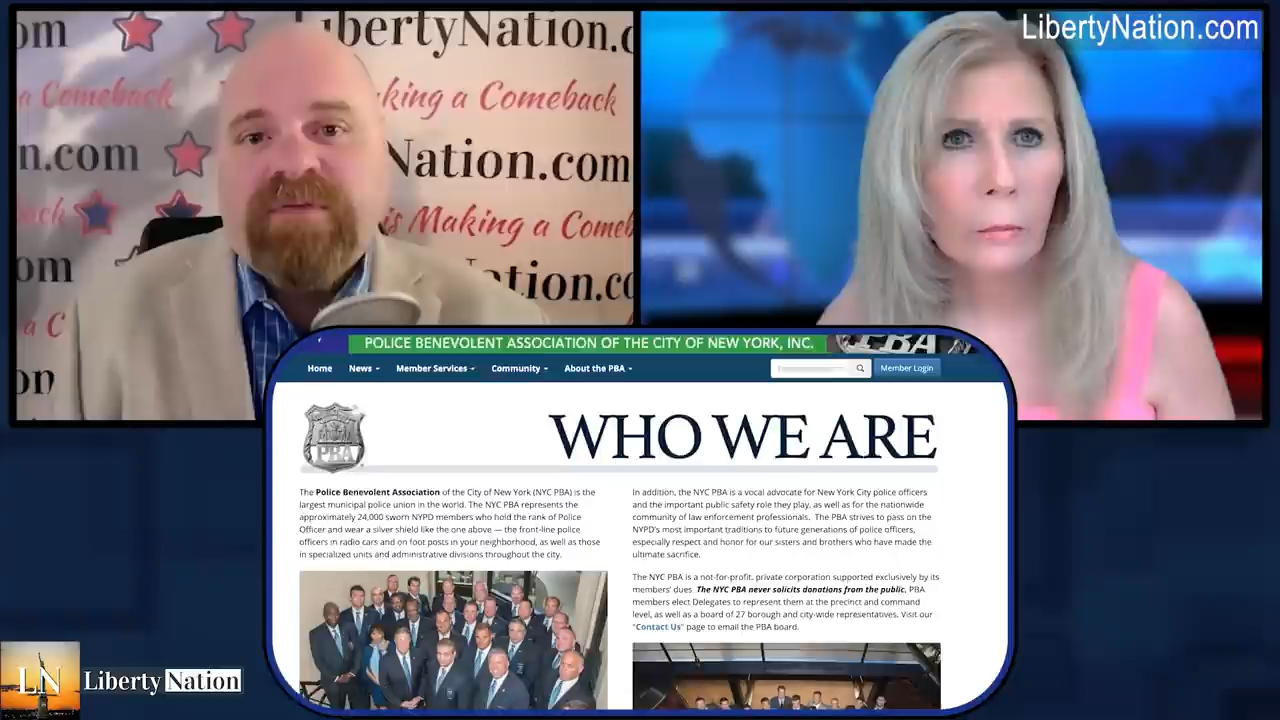 om
ibertyNation.c
LibertyNation.com
a Comeback
king a Comeback
n.com
Nation.com
back
is Making a Comeb
om
ation.co
a C
on
POLICE BENEVOLENT ASSOCIATION OF THE CITY OF NEW YORK, INC.
PBA
Home News Member Services Community About the PBA Member Login
PBA
WHO WE ARE
The Police Benevolent Association of the City of New York (NYC PBA) is the
largest municipal police union in the world. The NYC PBA represents the
approximately 24,000 sworn NYPD members who hold the rank of Police
Officer and wear a silver shield like the one above — the front-line police
officers in radio cars and on foot posts in your neighborhood, as well as those
in specialized units and administrative divisions throughout the city.
In addition, the NYC PBA is a vocal advocate for New York City police officers
and the important public safety role they play, as well as for the nationwide
community of law enforcement professionals. The PBA strives to pass on the
NYPD's most important traditions to future generations of police officers,
especially respect and honor for our sisters and brothers who have made the
ultimate sacrifice.
The NYC PBA is a not-for-profit, private corporation supported exclusively by its
members' dues. The NYC PBA never solicits donations from the public. PBA
members elect Delegates to represent them at the precinct and command
level, as well as a board of 27 borough and city-wide representatives. Visit our
"Contact Us" page to email the PBA board.
LN Liberty Nation